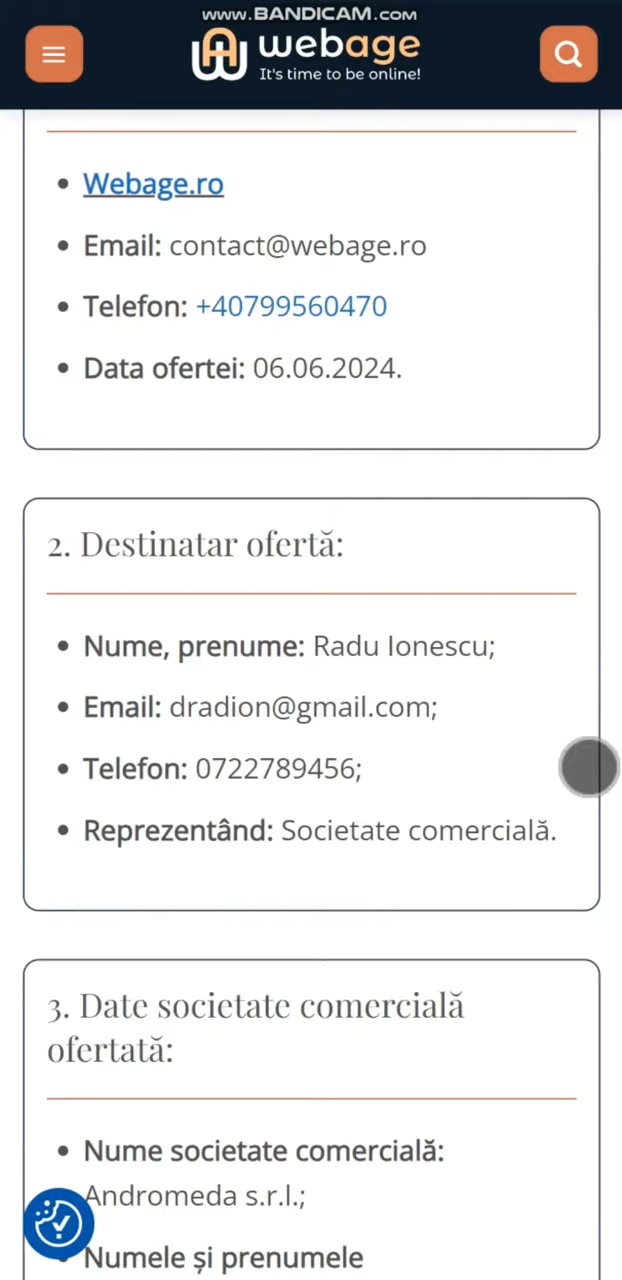 www.BANDICAM.com
webage
It's time to be online!
Webage.ro
Email: contact@webage.ro
Telefon: +40799560470
Data ofertei: 06.06.2024.
2. Destinatar ofertă:
Nume, prenume: Radu Ionescu;
Email: dradion@gmail.com;
Telefon: 0722789456;
Reprezentând: Societate comercială.
3. Date societate comercială
ofertată:
Nume societate comercială:
Andromeda s.r.l.;
Numele și prenumele